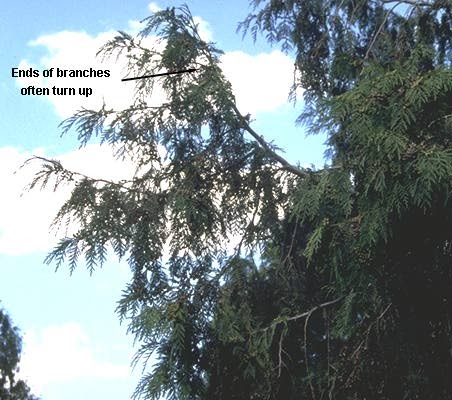 Ends of branches
often turn up